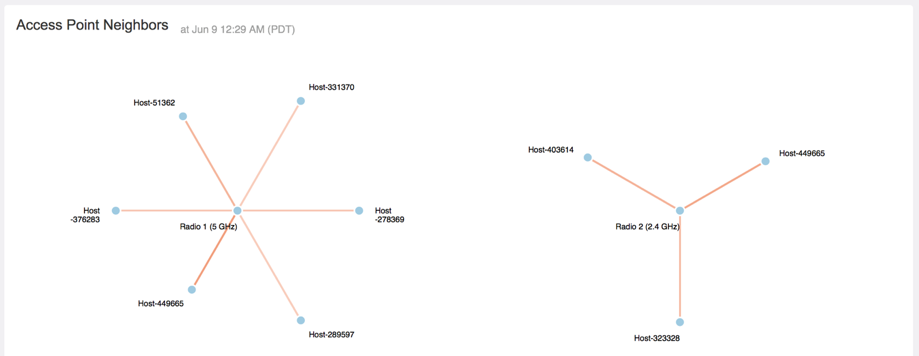 Access Point Neighbors at Jun 9 12:29 AM (PDT)
Host-331370
Host-51362
Host
-376283
Host
-278369
Radio 1 (5 GHz)
Host-449665
Host-289597
Host-403614
Host-449665
Radio 2 (2.4 GHz)
Host-323328